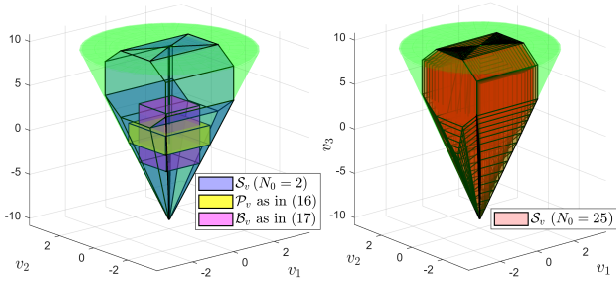 10
5
0
-5
-10
2
0
-2
v₂
-2
0
2
v₁
𝒮ᵥ (N₀ = 2)
𝒫ᵥ as in (16)
ℬᵥ as in (17)
10
5
0
-5
-10
v₃
2
0
-2
v₂
-2
0
2
v₁
𝒮ᵥ (N₀ = 25)